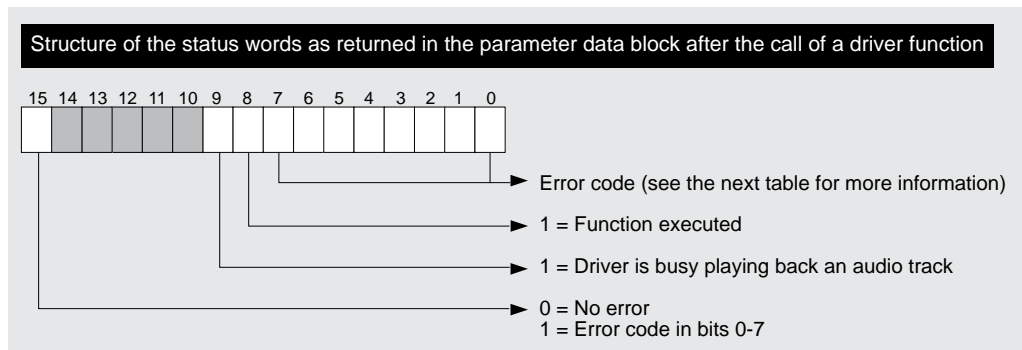 Structure of the status words as returned in the parameter data block after the call of a driver function
15 14 13 12 11 10 9 8 7 6 5 4 3 2 1 0
Error code (see the next table for more information)
1 = Function executed
1 = Driver is busy playing back an audio track
0 = No error
1 = Error code in bits 0-7